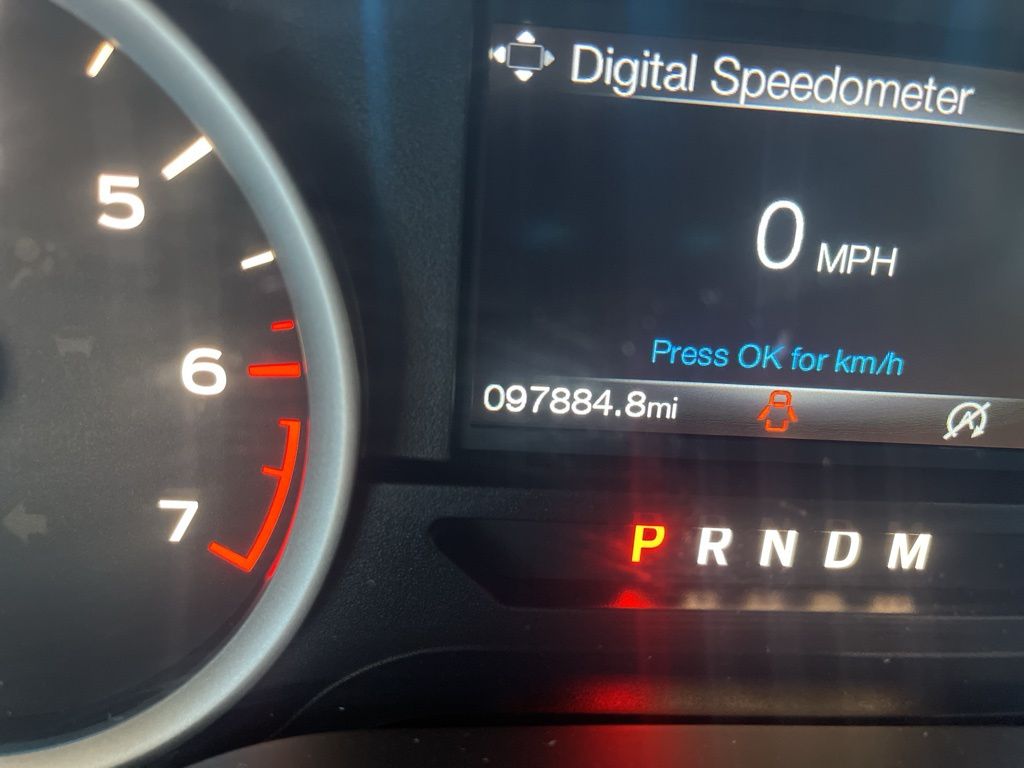 Digital Speedometer
5
0 MPH
6
Press OK for km/h
097884.8mi
7
P R N D M